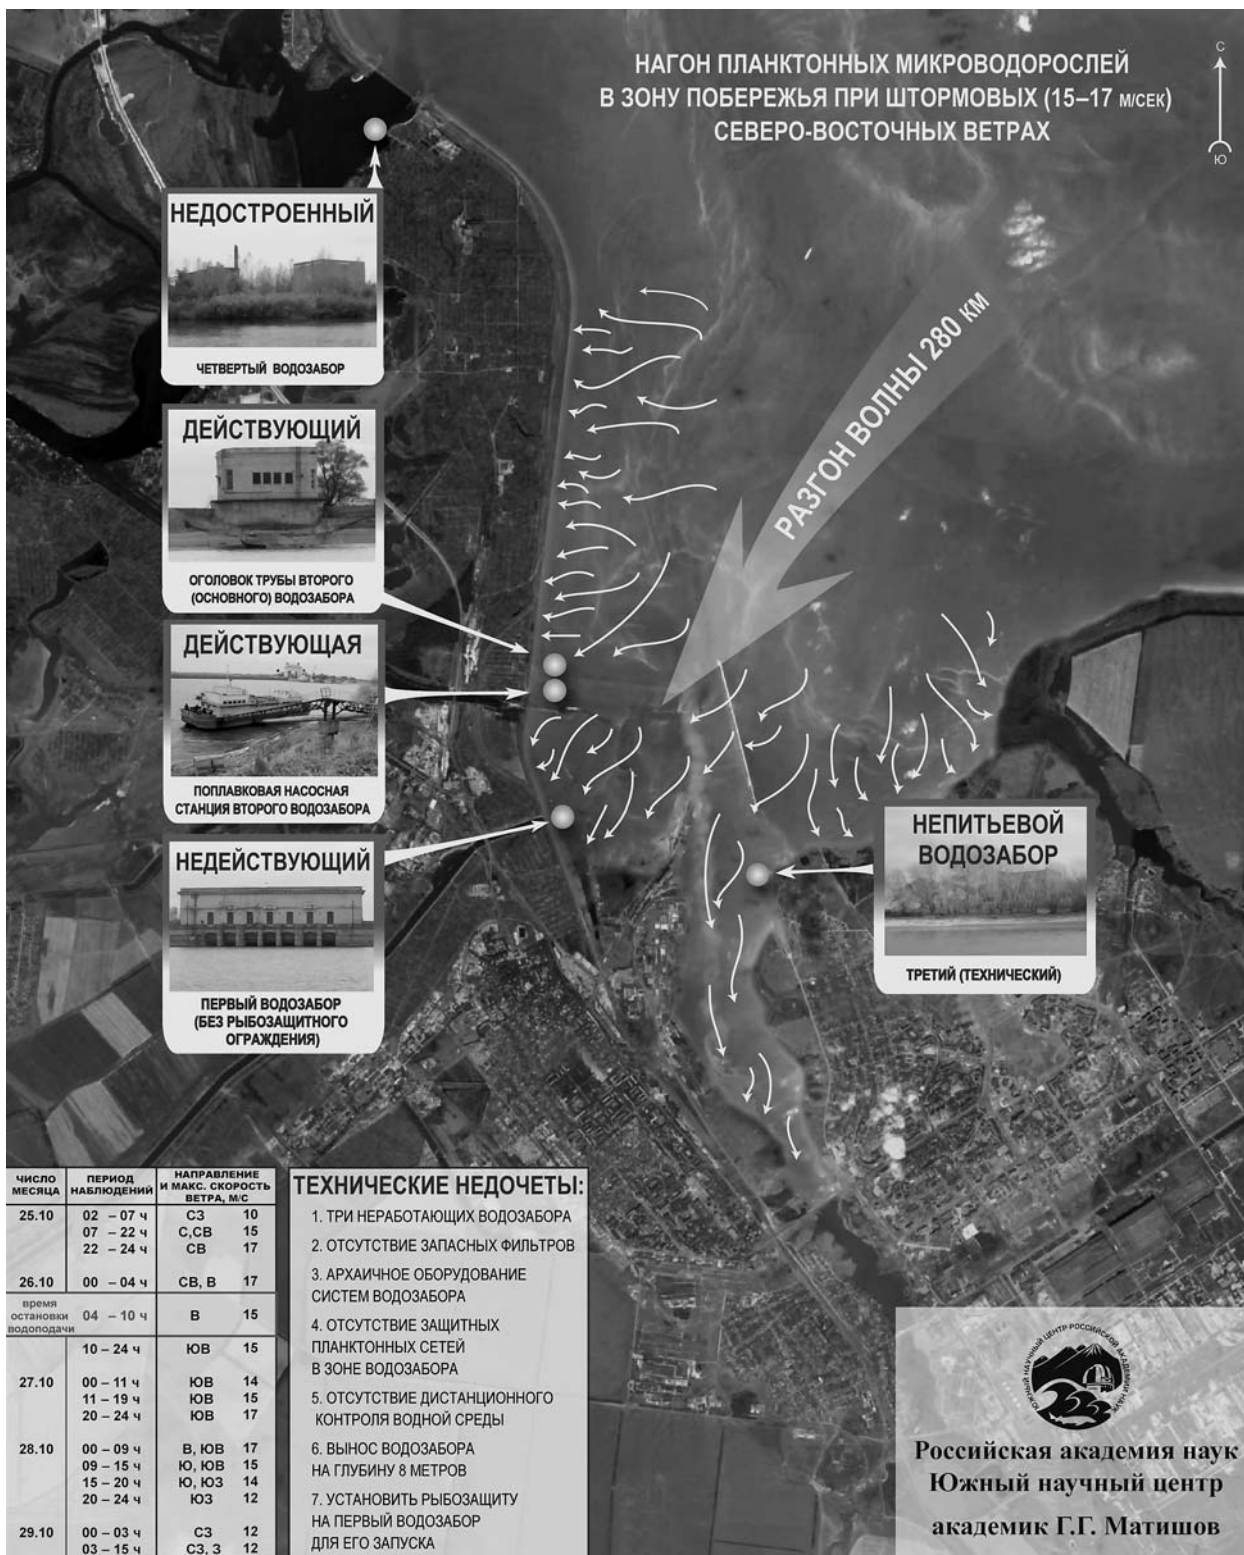 НАГОН ПЛАНКТОННЫХ МИКРОВОДОРОСЛЕЙ
В ЗОНУ ПОБЕРЕЖЬЯ ПРИ ШТОРМОВЫХ (15–17 М/СЕК)
СЕВЕРО-ВОСТОЧНЫХ ВЕТРАХ
С
Ю
РАЗГОН ВОЛНЫ 280 КМ
НЕДОСТРОЕННЫЙ
ЧЕТВЕРТЫЙ ВОДОЗАБОР
ДЕЙСТВУЮЩИЙ
ОГОЛОВОК ТРУБЫ ВТОРОГО
(ОСНОВНОГО) ВОДОЗАБОРА
ДЕЙСТВУЮЩАЯ
ПОПЛАВКОВАЯ НАСОСНАЯ
СТАНЦИЯ ВТОРОГО ВОДОЗАБОРА
НЕДЕЙСТВУЮЩИЙ
ПЕРВЫЙ ВОДОЗАБОР
(БЕЗ РЫБОЗАЩИТНОГО
ОГРАЖДЕНИЯ)
НЕПИТЬЕВОЙ
ВОДОЗАБОР
ТРЕТИЙ (ТЕХНИЧЕСКИЙ)
ЧИСЛО МЕСЯЦА ПЕРИОД НАБЛЮДЕНИЙ НАПРАВЛЕНИЕ И МАКС. СКОРОСТЬ ВЕТРА, М/С
25.10 02 – 07 ч СЗ 10
07 – 22 ч С,СВ 15
22 – 24 ч СВ 17
26.10 00 – 04 ч СВ, В 17
время остановки водоподачи 04 – 10 ч В 15
10 – 24 ч ЮВ 15
27.10 00 – 11 ч ЮВ 14
11 – 19 ч ЮВ 15
20 – 24 ч ЮВ 17
28.10 00 – 09 ч В, ЮВ 17
09 – 15 ч Ю, ЮВ 15
15 – 20 ч Ю, ЮЗ 14
20 – 24 ч ЮЗ 12
29.10 00 – 03 ч СЗ 12
03 – 15 ч СЗ, З 12
ТЕХНИЧЕСКИЕ НЕДОЧЕТЫ:
1. ТРИ НЕРАБОТАЮЩИХ ВОДОЗАБОРА
2. ОТСУТСТВИЕ ЗАПАСНЫХ ФИЛЬТРОВ
3. АРХАИЧНОЕ ОБОРУДОВАНИЕ
СИСТЕМ ВОДОЗАБОРА
4. ОТСУТСТВИЕ ЗАЩИТНЫХ
ПЛАНКТОННЫХ СЕТЕЙ
В ЗОНЕ ВОДОЗАБОРА
5. ОТСУТСТВИЕ ДИСТАНЦИОННОГО
КОНТРОЛЯ ВОДНОЙ СРЕДЫ
6. ВЫНОС ВОДОЗАБОРА
НА ГЛУБИНУ 8 МЕТРОВ
7. УСТАНОВИТЬ РЫБОЗАЩИТУ
НА ПЕРВЫЙ ВОДОЗАБОР
ДЛЯ ЕГО ЗАПУСКА
ЮЖНЫЙ НАУЧНЫЙ ЦЕНТР РОССИЙСКОЙ АКАДЕМИИ НАУК
Российская академия наук
Южный научный центр
академик Г.Г. Матишов